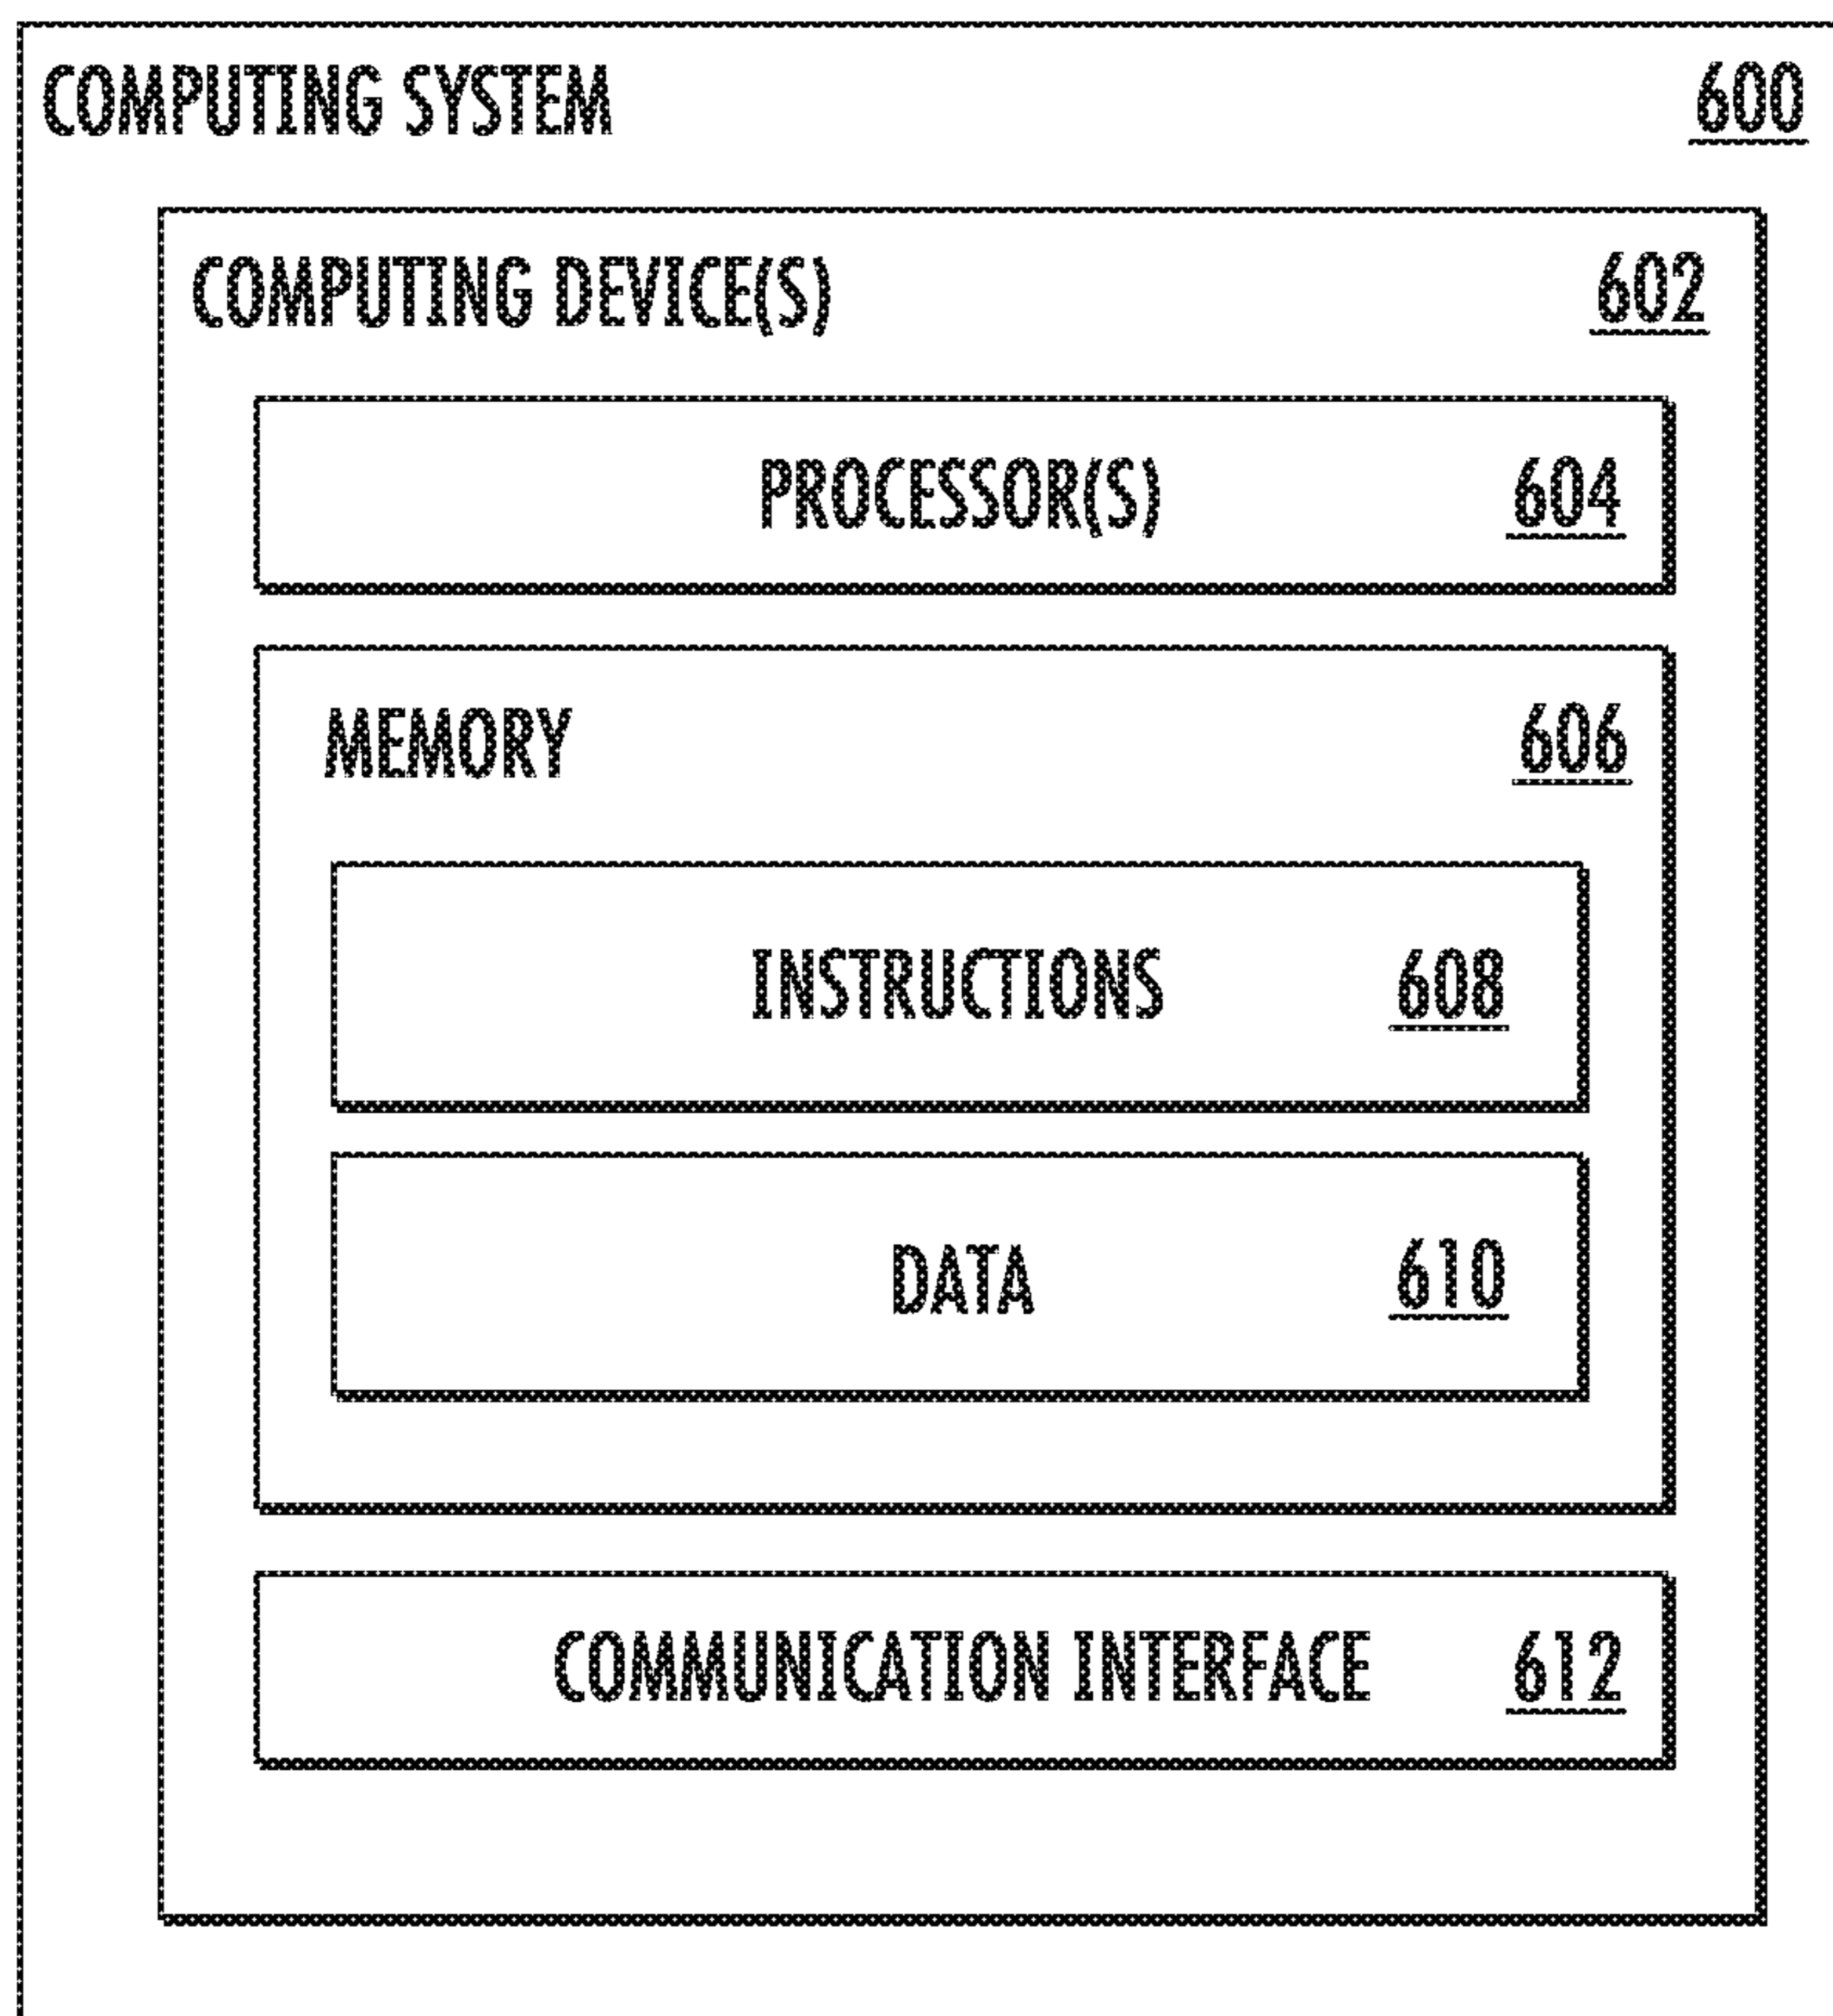 COMPUTING SYSTEM 600
COMPUTING DEVICE(S) 602
PROCESSOR(S) 604
MEMORY 606
INSTRUCTIONS 608
DATA 610
COMMUNICATION INTERFACE 612